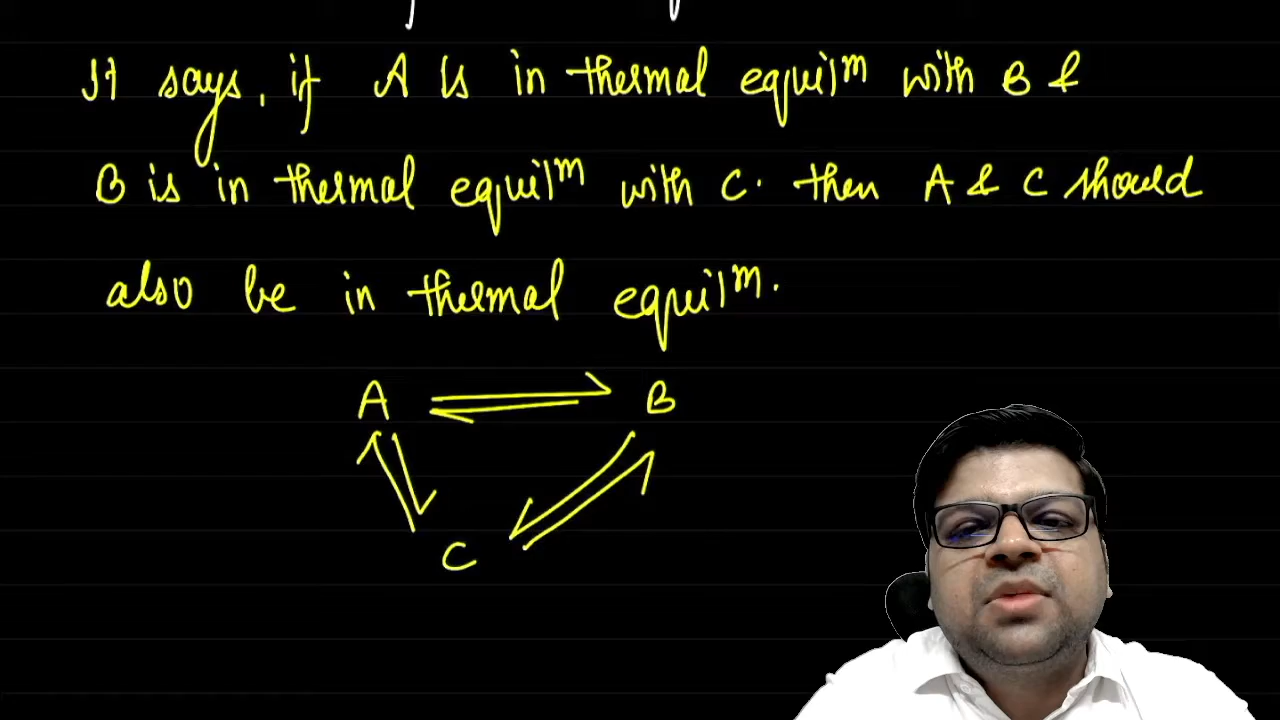 It says, if A is in thermal equilm with B &
B is in thermal equilm with C. then A & C should
also be in thermal equilm.
A B
C